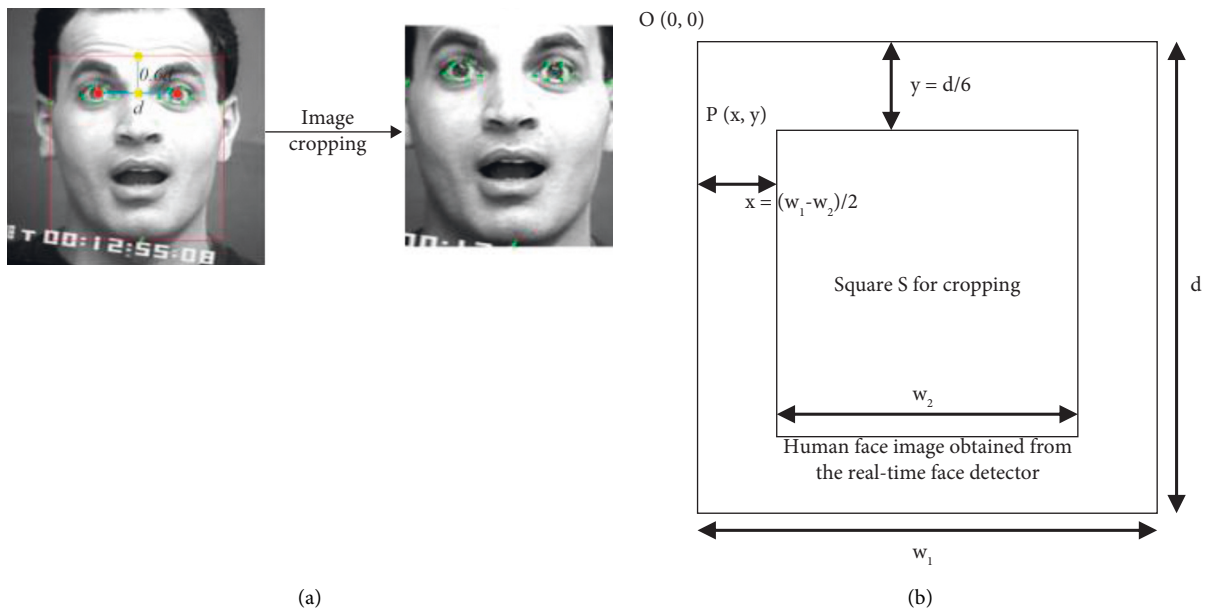 0.6d
d
ET 00:12:55:08
Image
cropping
O (0, 0)
y = d/6
P (x, y)
x = (w₁-w₂)/2
Square S for cropping
d
w₂
Human face image obtained from
the real-time face detector
w₁
(a)
(b)